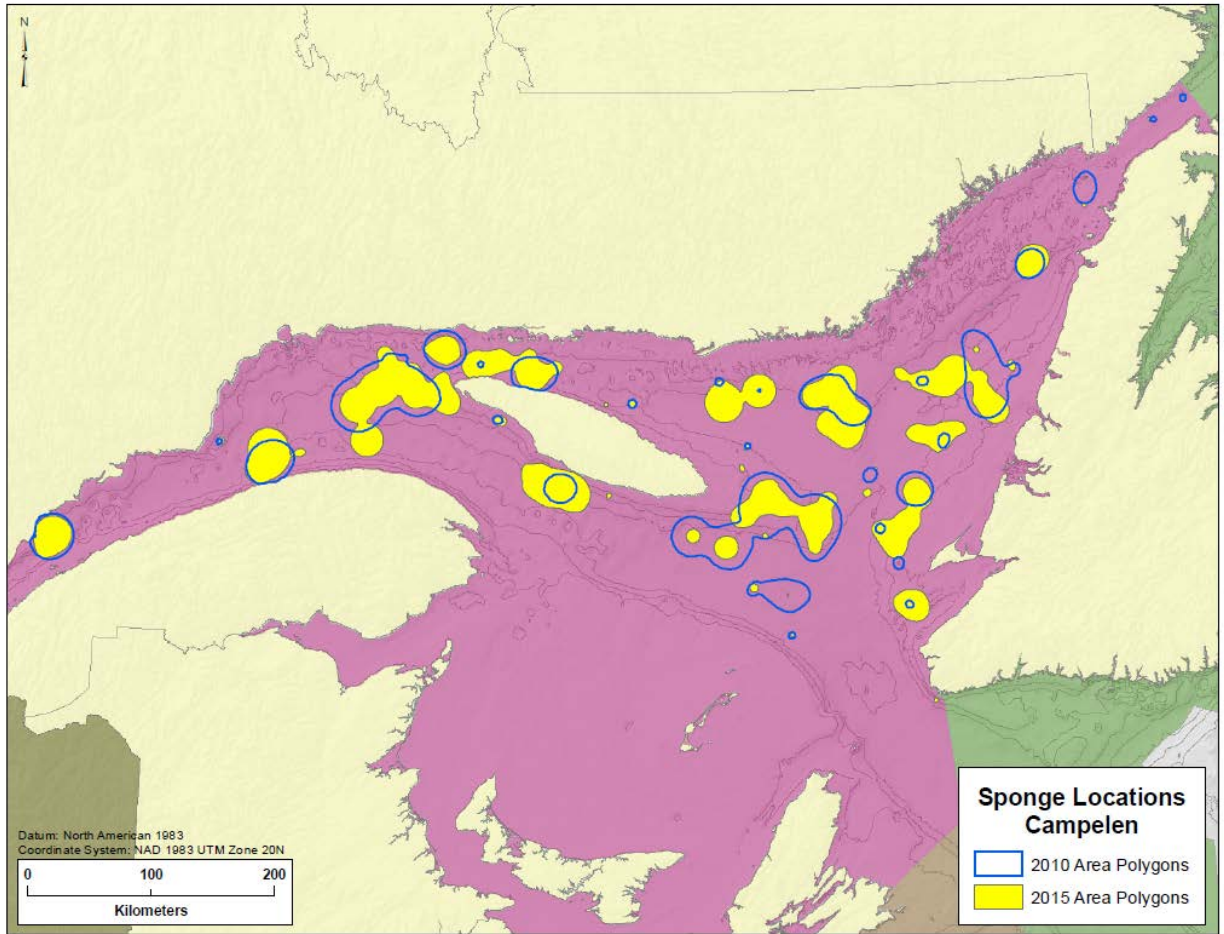 N
Datum: North American 1983
Coordinate System: NAD 1983 UTM Zone 20N
0 100 200
Kilometers
Sponge Locations
Campelen
2010 Area Polygons
2015 Area Polygons